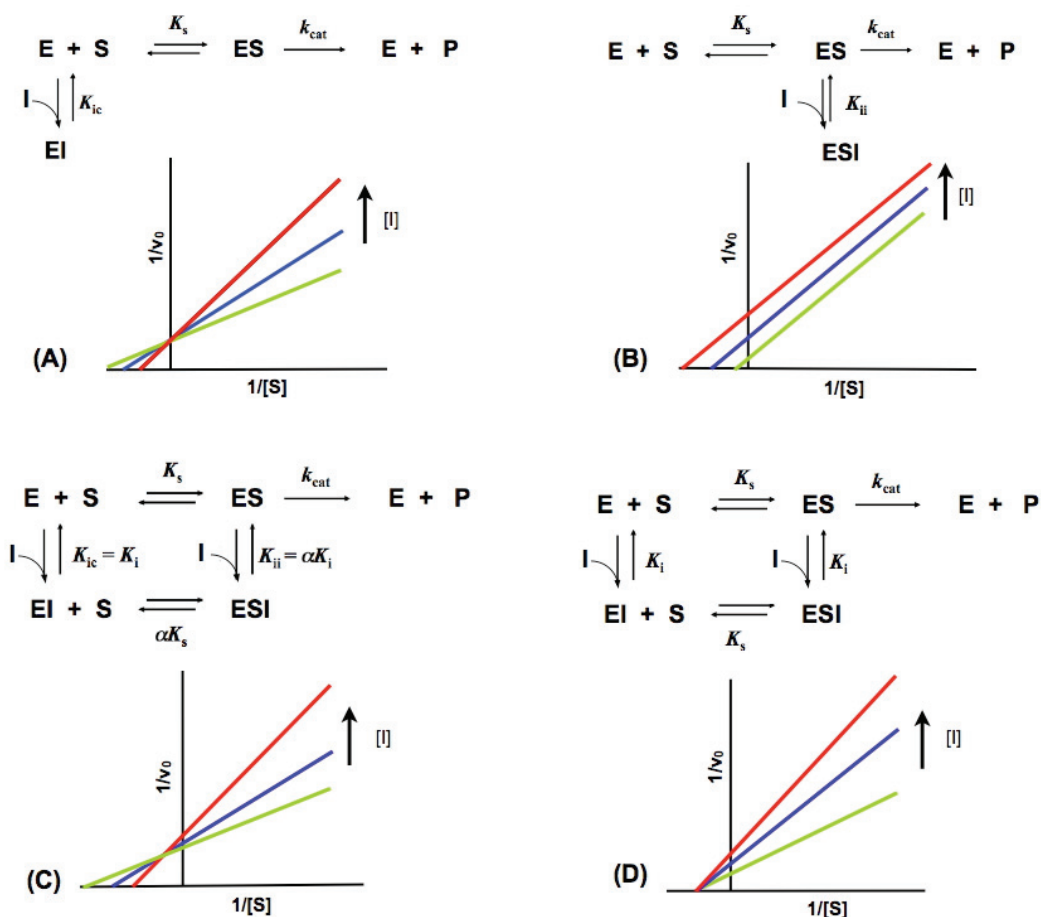 Ks kcat
E + S ES E + P
I Kic
EI
1/v0
[I]
(A)
1/[S]
Ks kcat
E + S ES E + P
I Kii
ESI
1/v0
[I]
(B)
1/[S]
Ks kcat
E + S ES E + P
I Kic = Ki I Kii = αKi
EI + S ESI
αKs
1/v0
[I]
(C)
1/[S]
Ks kcat
E + S ES E + P
I Ki I Ki
EI + S ESI
Ks
1/v0
[I]
(D)
1/[S]